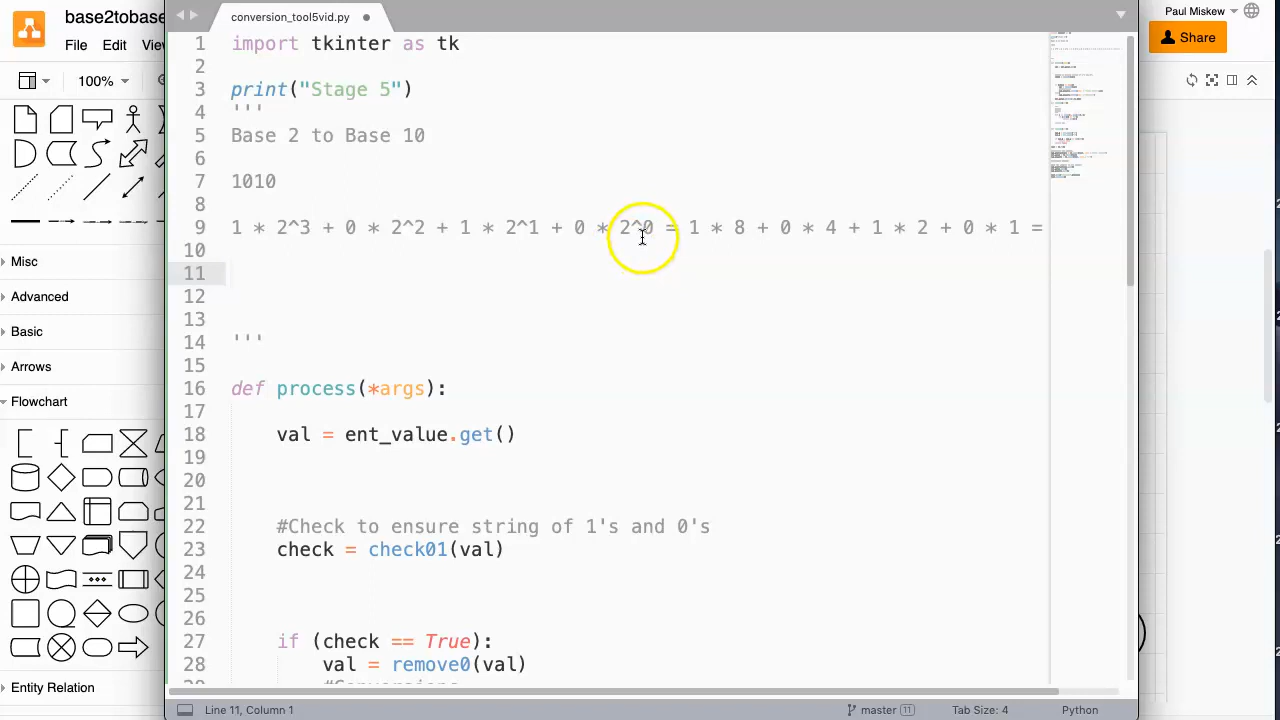 conversion_tool5vid.py
Paul Miskew
base2tobase
File Edit Vie
Share
100%
Misc
Advanced
Basic
Arrows
Flowchart
Entity Relation
1 import tkinter as tk
2
3 print("Stage 5")
4 '''
5 Base 2 to Base 10
6
7 1010
8
9 1 * 2^3 + 0 * 2^2 + 1 * 2^1 + 0 * 2^0 = 1 * 8 + 0 * 4 + 1 * 2 + 0 * 1 =
10
11
12
13
14 '''
15
16 def process(*args):
17
18 val = ent_value.get()
19
20
21
22 #Check to ensure string of 1's and 0's
23 check = check01(val)
24
25
26
27 if (check == True):
28 val = remove0(val)
Line 11, Column 1
master 11
Tab Size: 4
Python